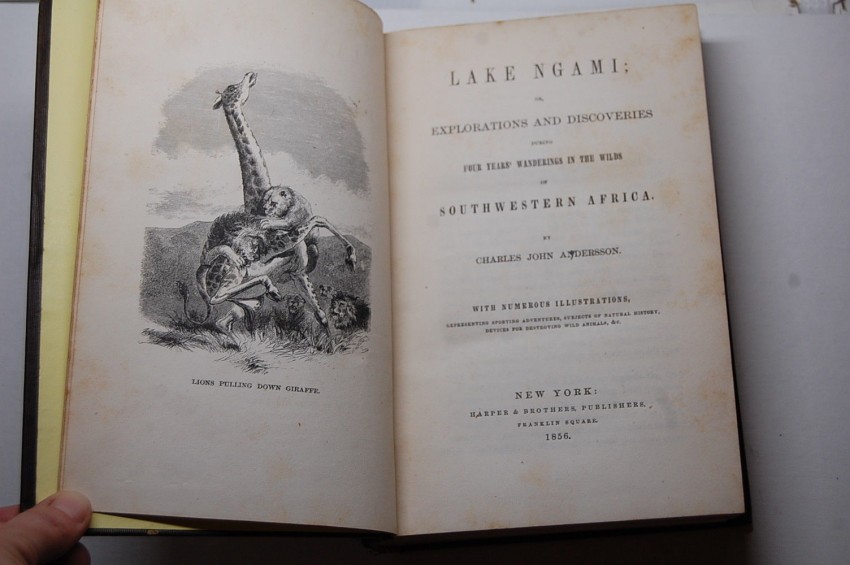 LIONS PULLING DOWN GIRAFFE.
LAKE NGAMI;
OR,
EXPLORATIONS AND DISCOVERIES
DURING
FOUR YEARS' WANDERINGS IN THE WILDS
OF
SOUTHWESTERN AFRICA.
BY
CHARLES JOHN ANDERSSON.
WITH NUMEROUS ILLUSTRATIONS,
REPRESENTING SPORTING ADVENTURES, SUBJECTS OF NATURAL HISTORY,
DEVICES FOR DESTROYING WILD ANIMALS, &c.
NEW YORK:
HARPER & BROTHERS, PUBLISHERS,
FRANKLIN SQUARE.
1856.